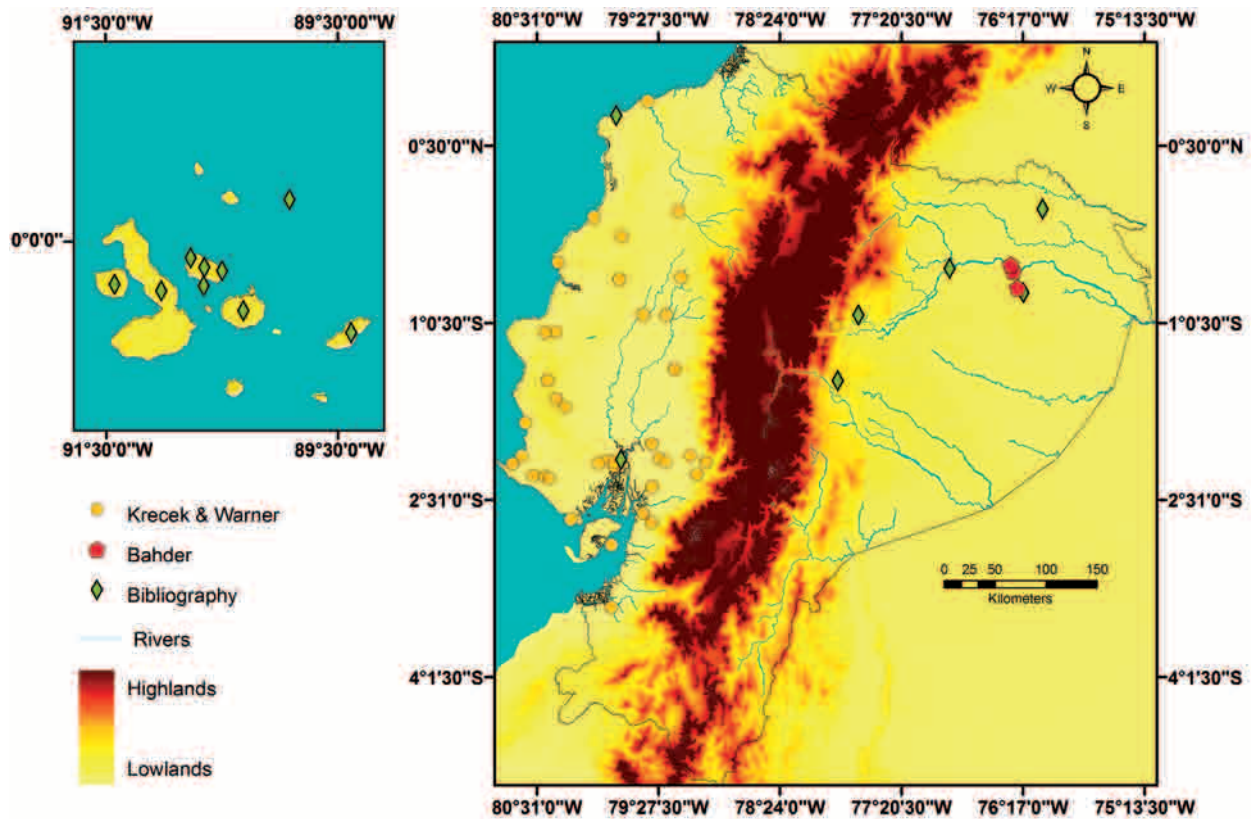 91°30'0"W 89°30'0"W
0°0'0"
91°30'0"W 89°30'0"W
Krecek & Warner
Bahder
Bibliography
Rivers
Highlands
Lowlands
80°31'0"W 79°27'30"W 78°24'0"W 77°20'30"W 76°17'0"W 75°13'30"W
N
W E
S
0°30'0"N 0°30'0"N
1°0'30"S 1°0'30"S
2°31'0"S 2°31'0"S
0 25 50 100 150
Kilometers
4°1'30"S 4°1'30"S
80°31'0"W 79°27'30"W 78°24'0"W 77°20'30"W 76°17'0"W 75°13'30"W